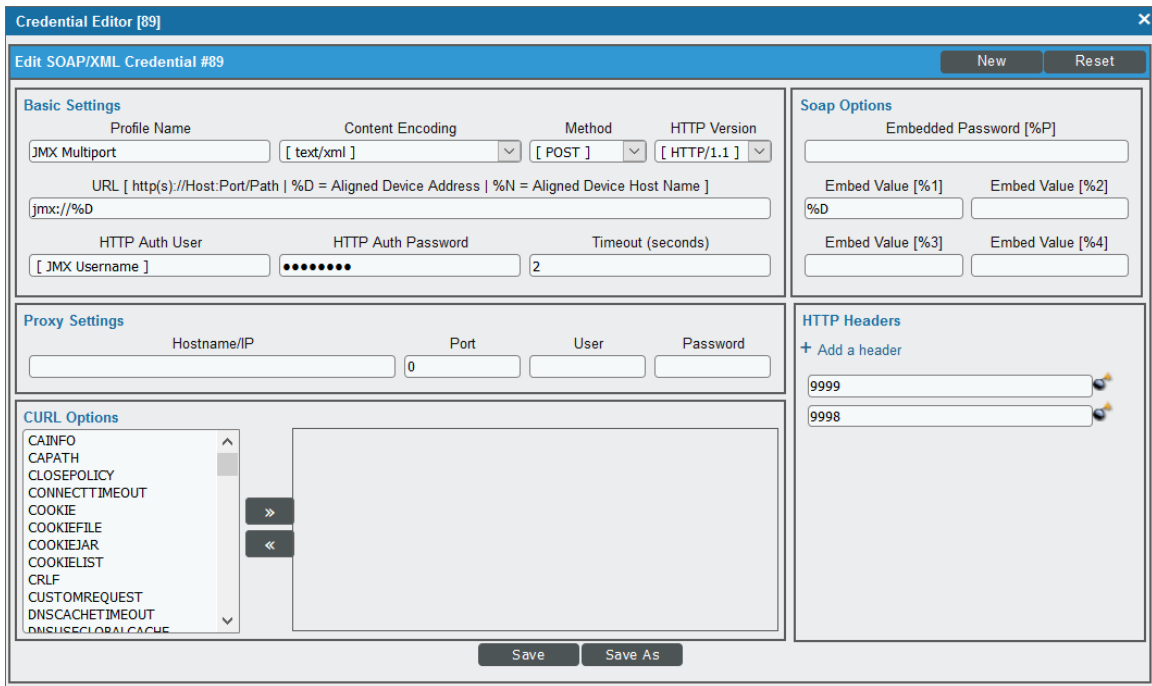 Credential Editor [89]
×
Edit SOAP/XML Credential #89
New
Reset
Basic Settings
Profile Name
Content Encoding
Method
HTTP Version
JMX Multiport
[ text/xml ]
[ POST ]
[ HTTP/1.1 ]
URL [ http(s)://Host:Port/Path | %D = Aligned Device Address | %N = Aligned Device Host Name ]
jmx://%D
HTTP Auth User
HTTP Auth Password
Timeout (seconds)
[ JMX Username ]
••••••••
2
Soap Options
Embedded Password [%P]
Embed Value [%1]
Embed Value [%2]
%D
Embed Value [%3]
Embed Value [%4]
Proxy Settings
Hostname/IP
Port
User
Password
0
HTTP Headers
+ Add a header
9999
9998
CURL Options
CAINFO
CAPATH
CLOSEPOLICY
CONNECTTIMEOUT
COOKIE
COOKIEFILE
COOKIEJAR
COOKIELIST
CRLF
CUSTOMREQUEST
DNSCACHETIMEOUT
DNSUSEGLOBALCACHE
»
«
Save
Save As